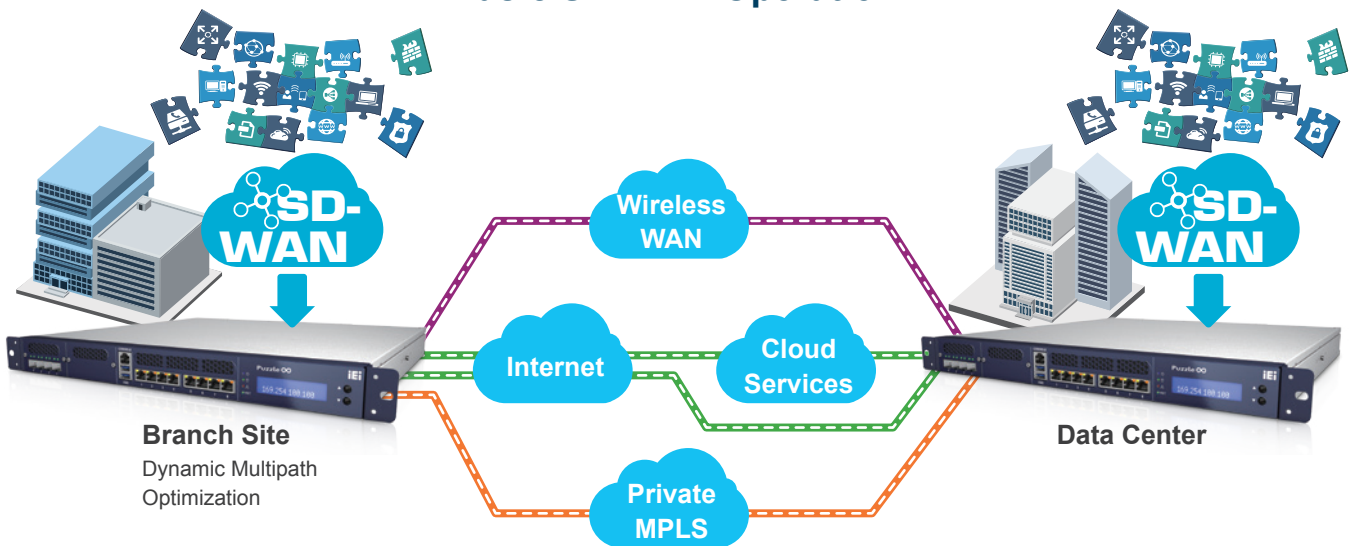 SD-
WAN
SD-
WAN
Wireless
WAN
Internet
Cloud
Services
Puzzle
iEi
169.254.100.100
Puzzle
iEi
169.254.100.100
Branch Site
Dynamic Multipath
Optimization
Data Center
Private
MPLS